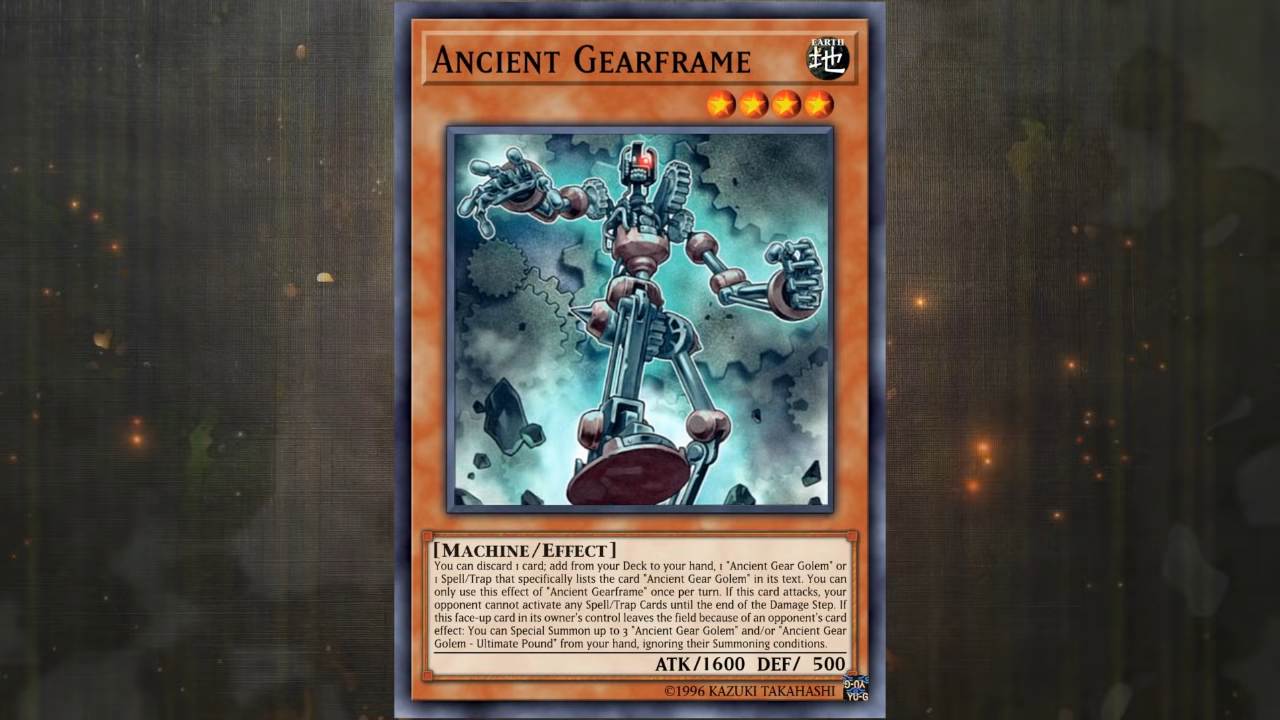 ANCIENT GEARFRAME
EARTH
地
[MACHINE/EFFECT]
You can discard 1 card; add from your Deck to your hand, 1 "Ancient Gear Golem" or
1 Spell/Trap that specifically lists the card "Ancient Gear Golem" in its text. You can
only use this effect of "Ancient Gearframe" once per turn. If this card attacks, your
opponent cannot activate any Spell/Trap Cards until the end of the Damage Step. If
this face-up card in its owner's control leaves the field because of an opponent's card
effect: You can Special Summon up to 3 "Ancient Gear Golem" and/or "Ancient Gear
Golem - Ultimate Pound" from your hand, ignoring their Summoning conditions.
ATK/1600 DEF/ 500
©1996 KAZUKI TAKAHASHI